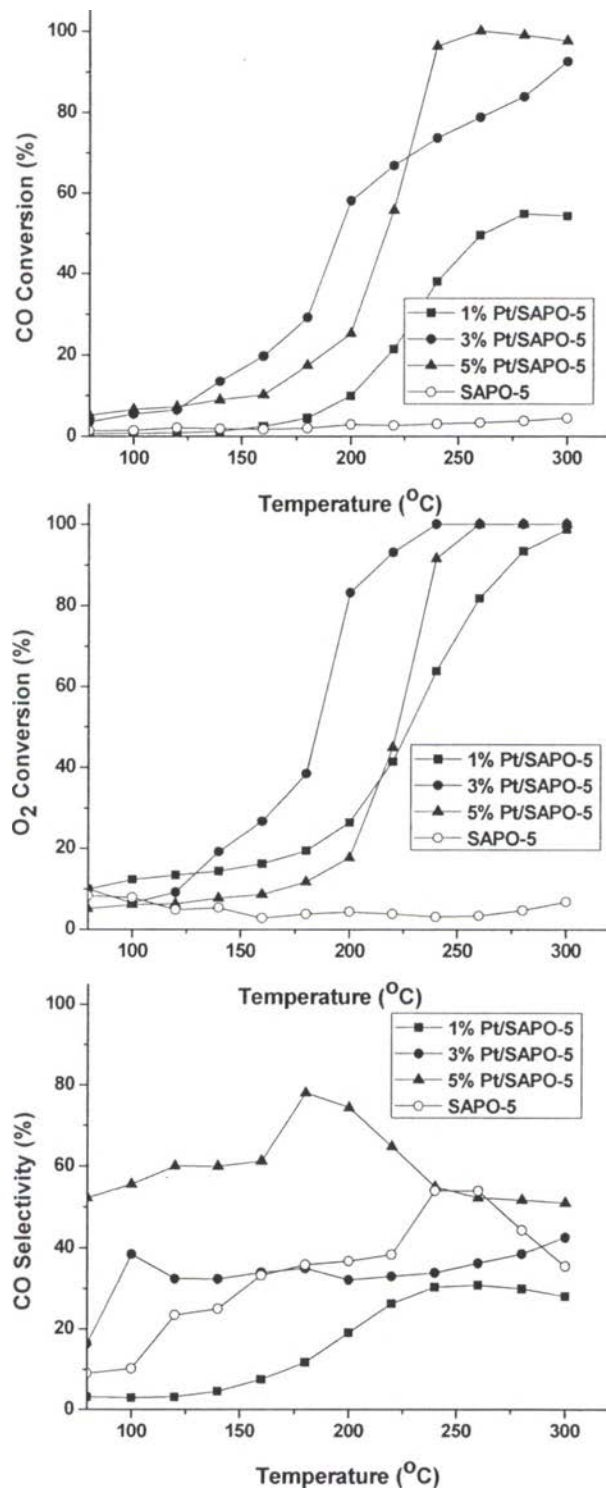 100
80
60
40
20
0
CO Conversion (%)
1% Pt/SAPO-5
3% Pt/SAPO-5
5% Pt/SAPO-5
SAPO-5
100 150 200 250 300
Temperature (°C)
100
80
60
40
20
0
O2 Conversion (%)
1% Pt/SAPO-5
3% Pt/SAPO-5
5% Pt/SAPO-5
SAPO-5
100 150 200 250 300
Temperature (°C)
100
80
60
40
20
0
CO Selectivity (%)
1% Pt/SAPO-5
3% Pt/SAPO-5
5% Pt/SAPO-5
SAPO-5
100 150 200 250 300
Temperature (°C)